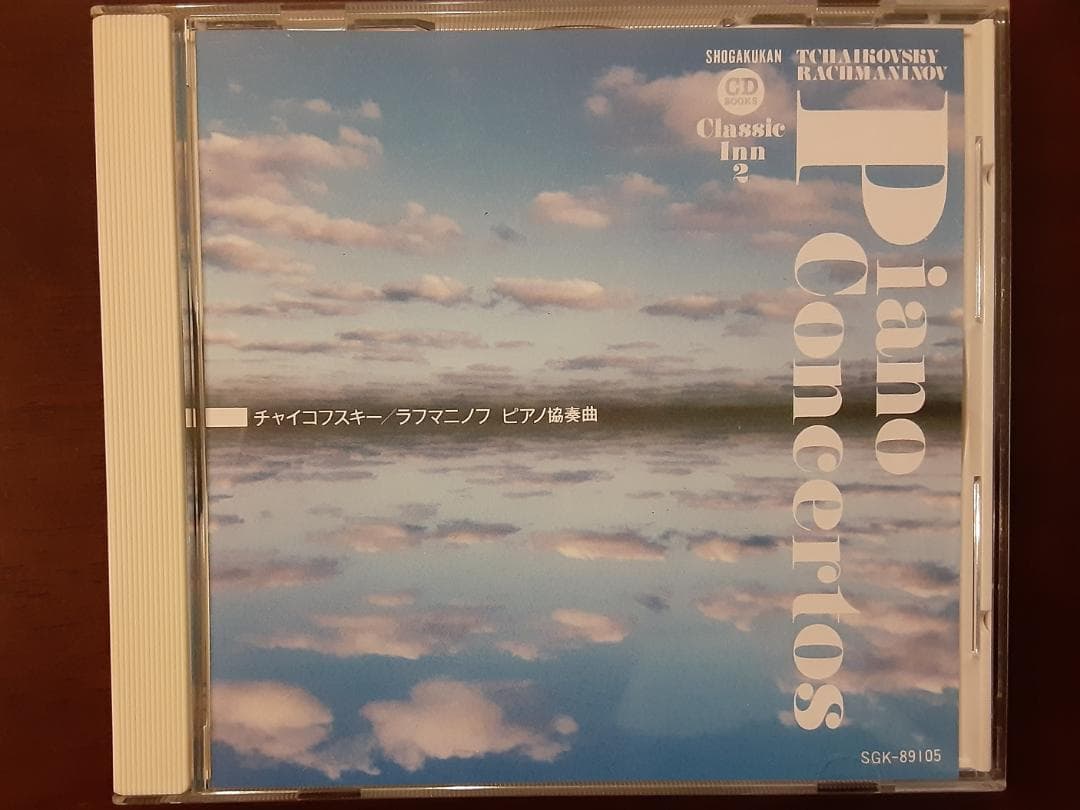 SHOGAKUKAN
CD
BOOKS
Classic
Inn
2
TCHAIKOVSKY
RACHMANINOV
Piano
Concertos
チャイコフスキー/ラフマニノフ ピアノ協奏曲
SGK-89105